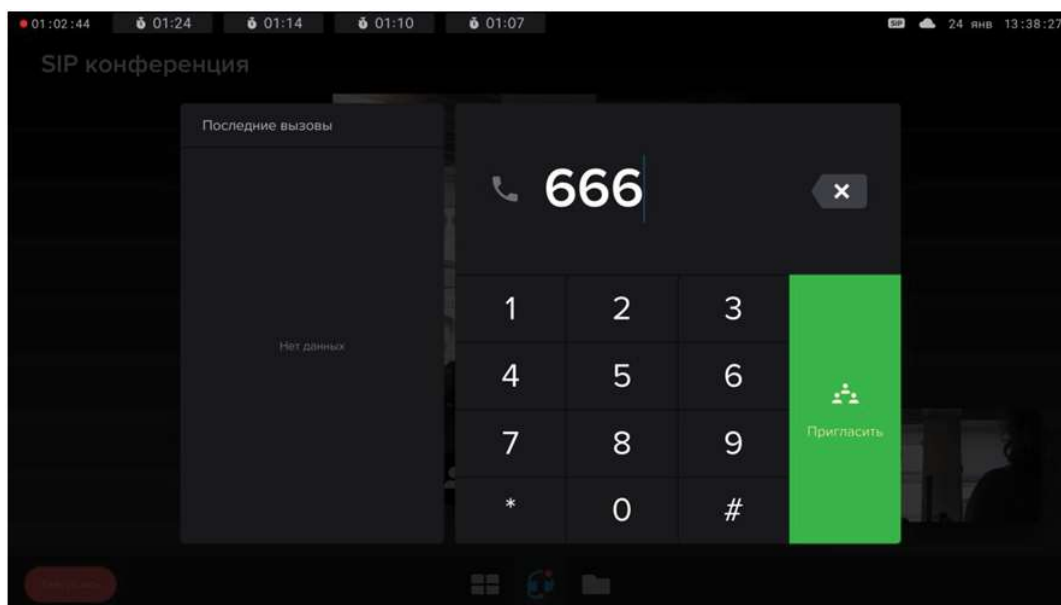 01:02:44 01:24 01:14 01:10 01:07 SIP 24 янв 13:38:27
SIP конференция
Последние вызовы
666
1 2 3
Нет данных
4 5 6
Пригласить
7 8 9
* 0 #